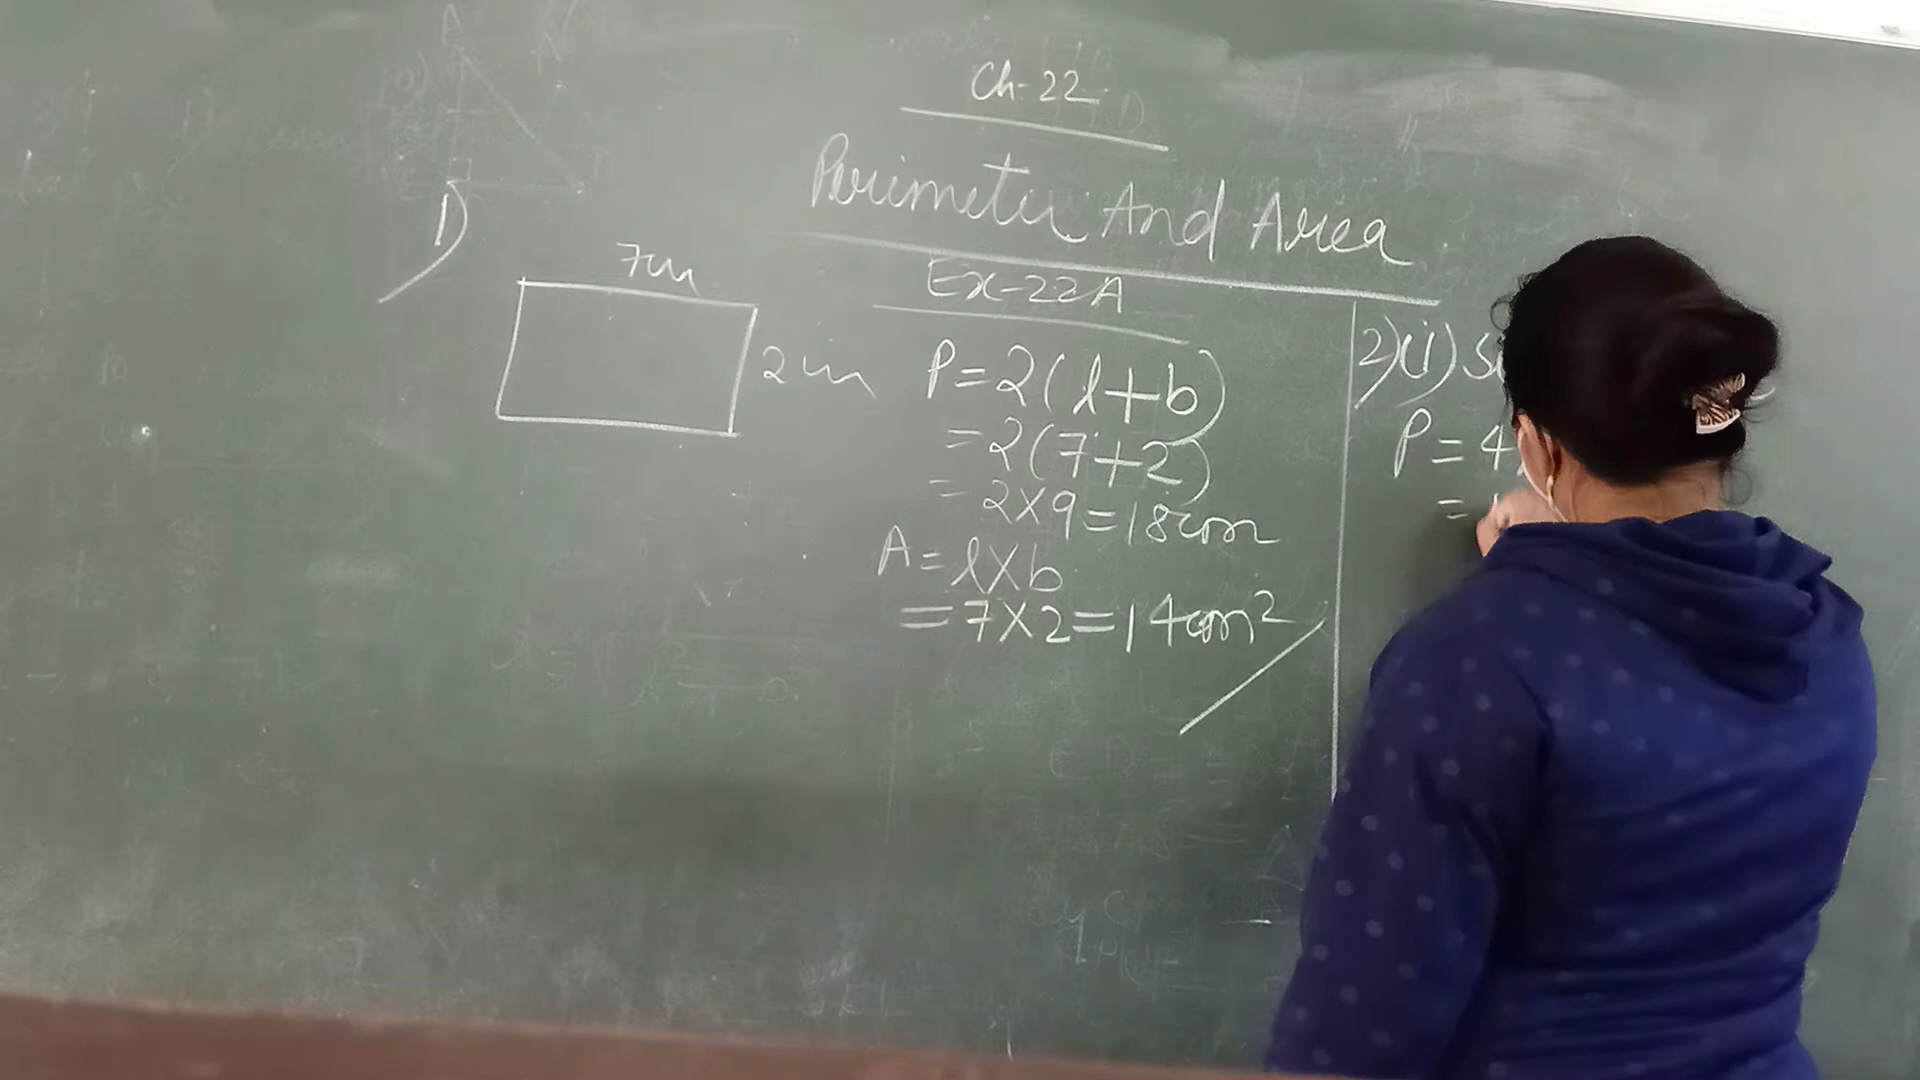 Ch-22
Perimeter And Area
Ex-22A
1)
7cm
2cm
P=2(l+b)
=2(7+2)
=2×9=18cm
A=l×b
=7×2=14cm²
2)(i)
P=4
=